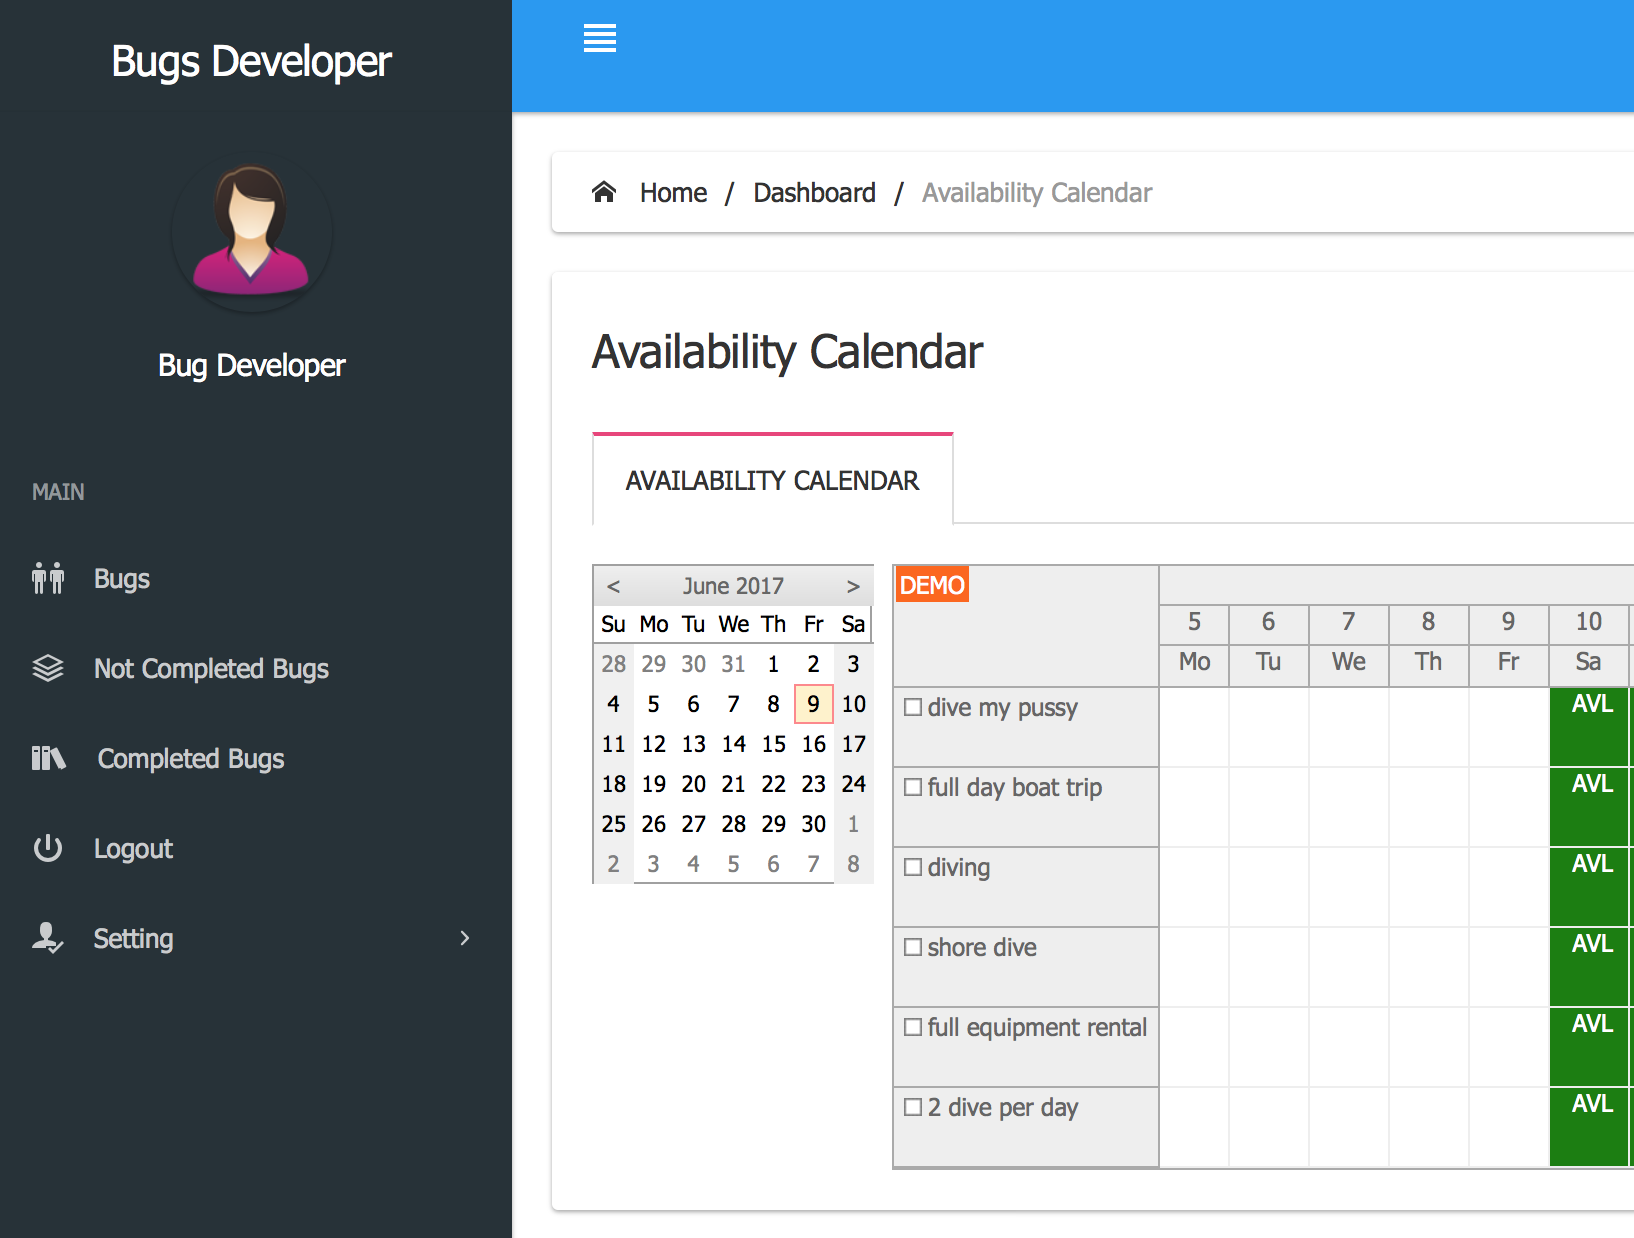 Bugs Developer
Bug Developer
MAIN
Bugs
Not Completed Bugs
Completed Bugs
Logout
Setting
Home / Dashboard / Availability Calendar
Availability Calendar
AVAILABILITY CALENDAR
< June 2017 >
Su Mo Tu We Th Fr Sa
28 29 30 31 1 2 3
4 5 6 7 8 9 10
11 12 13 14 15 16 17
18 19 20 21 22 23 24
25 26 27 28 29 30 1
2 3 4 5 6 7 8
DEMO
5 6 7 8 9 10
Mo Tu We Th Fr Sa
dive my pussy AVL
full day boat trip AVL
diving AVL
shore dive AVL
full equipment rental AVL
2 dive per day AVL